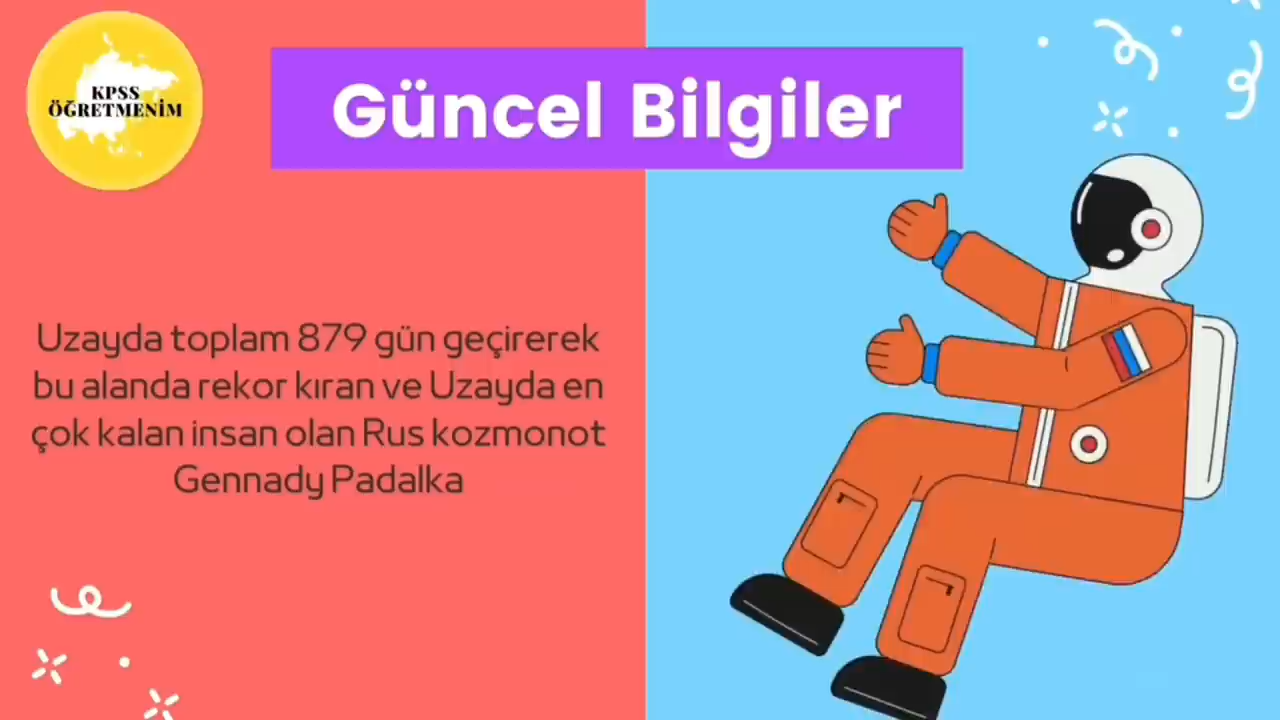 KPSS
ÖĞRETMENİM
Güncel Bilgiler
Uzayda toplam 879 gün geçirerek
bu alanda rekor kıran ve Uzayda en
çok kalan insan olan Rus kozmonot
Gennady Padalka